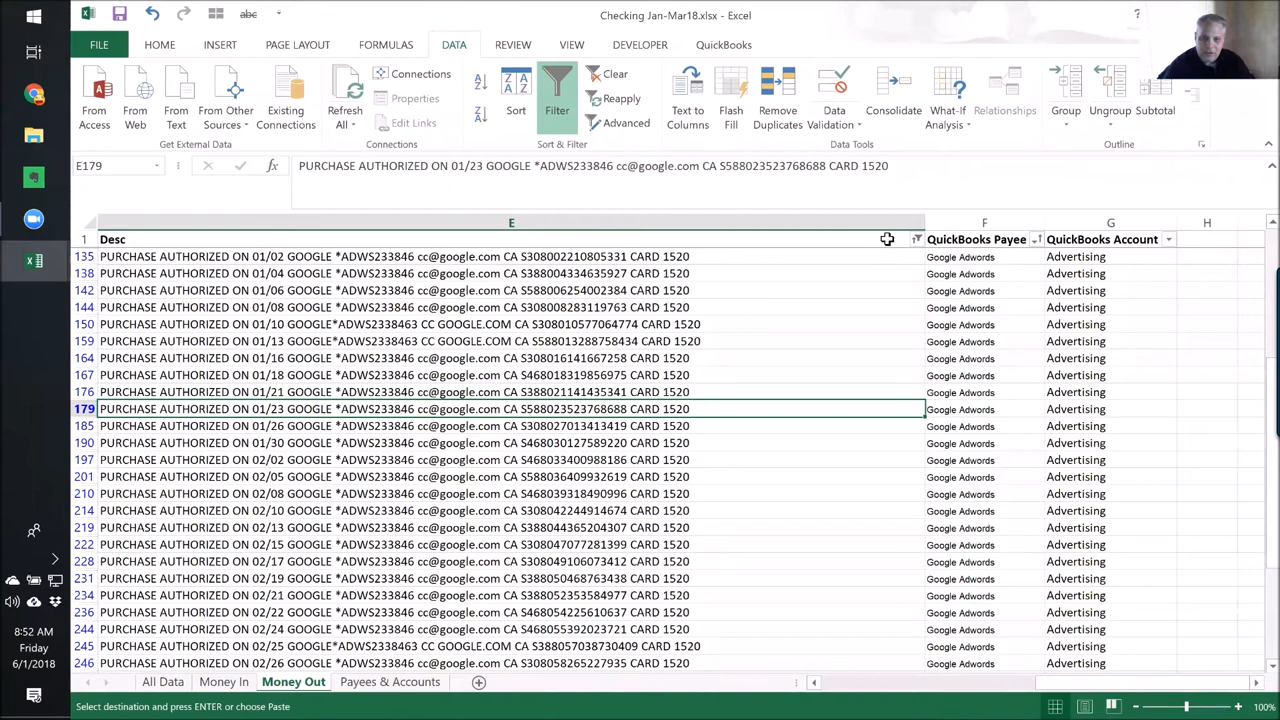 abc
Checking Jan-Mar18.xlsx - Excel
?
FILE HOME INSERT PAGE LAYOUT FORMULAS DATA REVIEW VIEW DEVELOPER QuickBooks
From Access
From Web
From Text
From Other Sources
Existing Connections
Get External Data
Refresh All
Connections
Properties
Edit Links
Connections
Sort
Filter
Clear
Reapply
Advanced
Sort & Filter
Text to Columns
Flash Fill
Remove Duplicates
Data Validation
Consolidate
What-If Analysis
Relationships
Data Tools
Group
Ungroup
Subtotal
Outline
E179 fx PURCHASE AUTHORIZED ON 01/23 GOOGLE *ADWS233846 cc@google.com CA S588023523768688 CARD 1520
E F G H
1 Desc QuickBooks Payee QuickBooks Account
135 PURCHASE AUTHORIZED ON 01/02 GOOGLE *ADWS233846 cc@google.com CA S308002210805331 CARD 1520 Google Adwords Advertising
138 PURCHASE AUTHORIZED ON 01/04 GOOGLE *ADWS233846 cc@google.com CA S388004334635927 CARD 1520 Google Adwords Advertising
142 PURCHASE AUTHORIZED ON 01/06 GOOGLE *ADWS233846 cc@google.com CA S588006254002384 CARD 1520 Google Adwords Advertising
144 PURCHASE AUTHORIZED ON 01/08 GOOGLE *ADWS233846 cc@google.com CA S308008283119763 CARD 1520 Google Adwords Advertising
150 PURCHASE AUTHORIZED ON 01/10 GOOGLE*ADWS2338463 CC GOOGLE.COM CA S308010577064774 CARD 1520 Google Adwords Advertising
159 PURCHASE AUTHORIZED ON 01/13 GOOGLE*ADWS2338463 CC GOOGLE.COM CA S588013288758434 CARD 1520 Google Adwords Advertising
164 PURCHASE AUTHORIZED ON 01/16 GOOGLE *ADWS233846 cc@google.com CA S308016141667258 CARD 1520 Google Adwords Advertising
167 PURCHASE AUTHORIZED ON 01/18 GOOGLE *ADWS233846 cc@google.com CA S468018319856975 CARD 1520 Google Adwords Advertising
176 PURCHASE AUTHORIZED ON 01/21 GOOGLE *ADWS233846 cc@google.com CA S388021141435341 CARD 1520 Google Adwords Advertising
179 PURCHASE AUTHORIZED ON 01/23 GOOGLE *ADWS233846 cc@google.com CA S588023523768688 CARD 1520 Google Adwords Advertising
185 PURCHASE AUTHORIZED ON 01/26 GOOGLE *ADWS233846 cc@google.com CA S308027013413419 CARD 1520 Google Adwords Advertising
190 PURCHASE AUTHORIZED ON 01/30 GOOGLE *ADWS233846 cc@google.com CA S468030127589220 CARD 1520 Google Adwords Advertising
197 PURCHASE AUTHORIZED ON 02/02 GOOGLE *ADWS233846 cc@google.com CA S468033400988186 CARD 1520 Google Adwords Advertising
201 PURCHASE AUTHORIZED ON 02/05 GOOGLE *ADWS233846 cc@google.com CA S588036409932619 CARD 1520 Google Adwords Advertising
210 PURCHASE AUTHORIZED ON 02/08 GOOGLE *ADWS233846 cc@google.com CA S468039318490996 CARD 1520 Google Adwords Advertising
214 PURCHASE AUTHORIZED ON 02/10 GOOGLE *ADWS233846 cc@google.com CA S308042244914674 CARD 1520 Google Adwords Advertising
219 PURCHASE AUTHORIZED ON 02/13 GOOGLE *ADWS233846 cc@google.com CA S388044365204307 CARD 1520 Google Adwords Advertising
222 PURCHASE AUTHORIZED ON 02/15 GOOGLE *ADWS233846 cc@google.com CA S308047077281399 CARD 1520 Google Adwords Advertising
228 PURCHASE AUTHORIZED ON 02/17 GOOGLE *ADWS233846 cc@google.com CA S308049106073412 CARD 1520 Google Adwords Advertising
231 PURCHASE AUTHORIZED ON 02/19 GOOGLE *ADWS233846 cc@google.com CA S388050468763438 CARD 1520 Google Adwords Advertising
234 PURCHASE AUTHORIZED ON 02/21 GOOGLE *ADWS233846 cc@google.com CA S388052353584977 CARD 1520 Google Adwords Advertising
236 PURCHASE AUTHORIZED ON 02/22 GOOGLE *ADWS233846 cc@google.com CA S468054225610637 CARD 1520 Google Adwords Advertising
244 PURCHASE AUTHORIZED ON 02/24 GOOGLE *ADWS233846 cc@google.com CA S468055392023721 CARD 1520 Google Adwords Advertising
245 PURCHASE AUTHORIZED ON 02/25 GOOGLE*ADWS2338463 CC GOOGLE.COM CA S388057038730409 CARD 1520 Google Adwords Advertising
246 PURCHASE AUTHORIZED ON 02/26 GOOGLE *ADWS233846 cc@google.com CA S308058265227935 CARD 1520 Google Adwords Advertising
All Data Money In Money Out Payees & Accounts
Select destination and press ENTER or choose Paste
100%
8:52 AM
Friday
6/1/2018